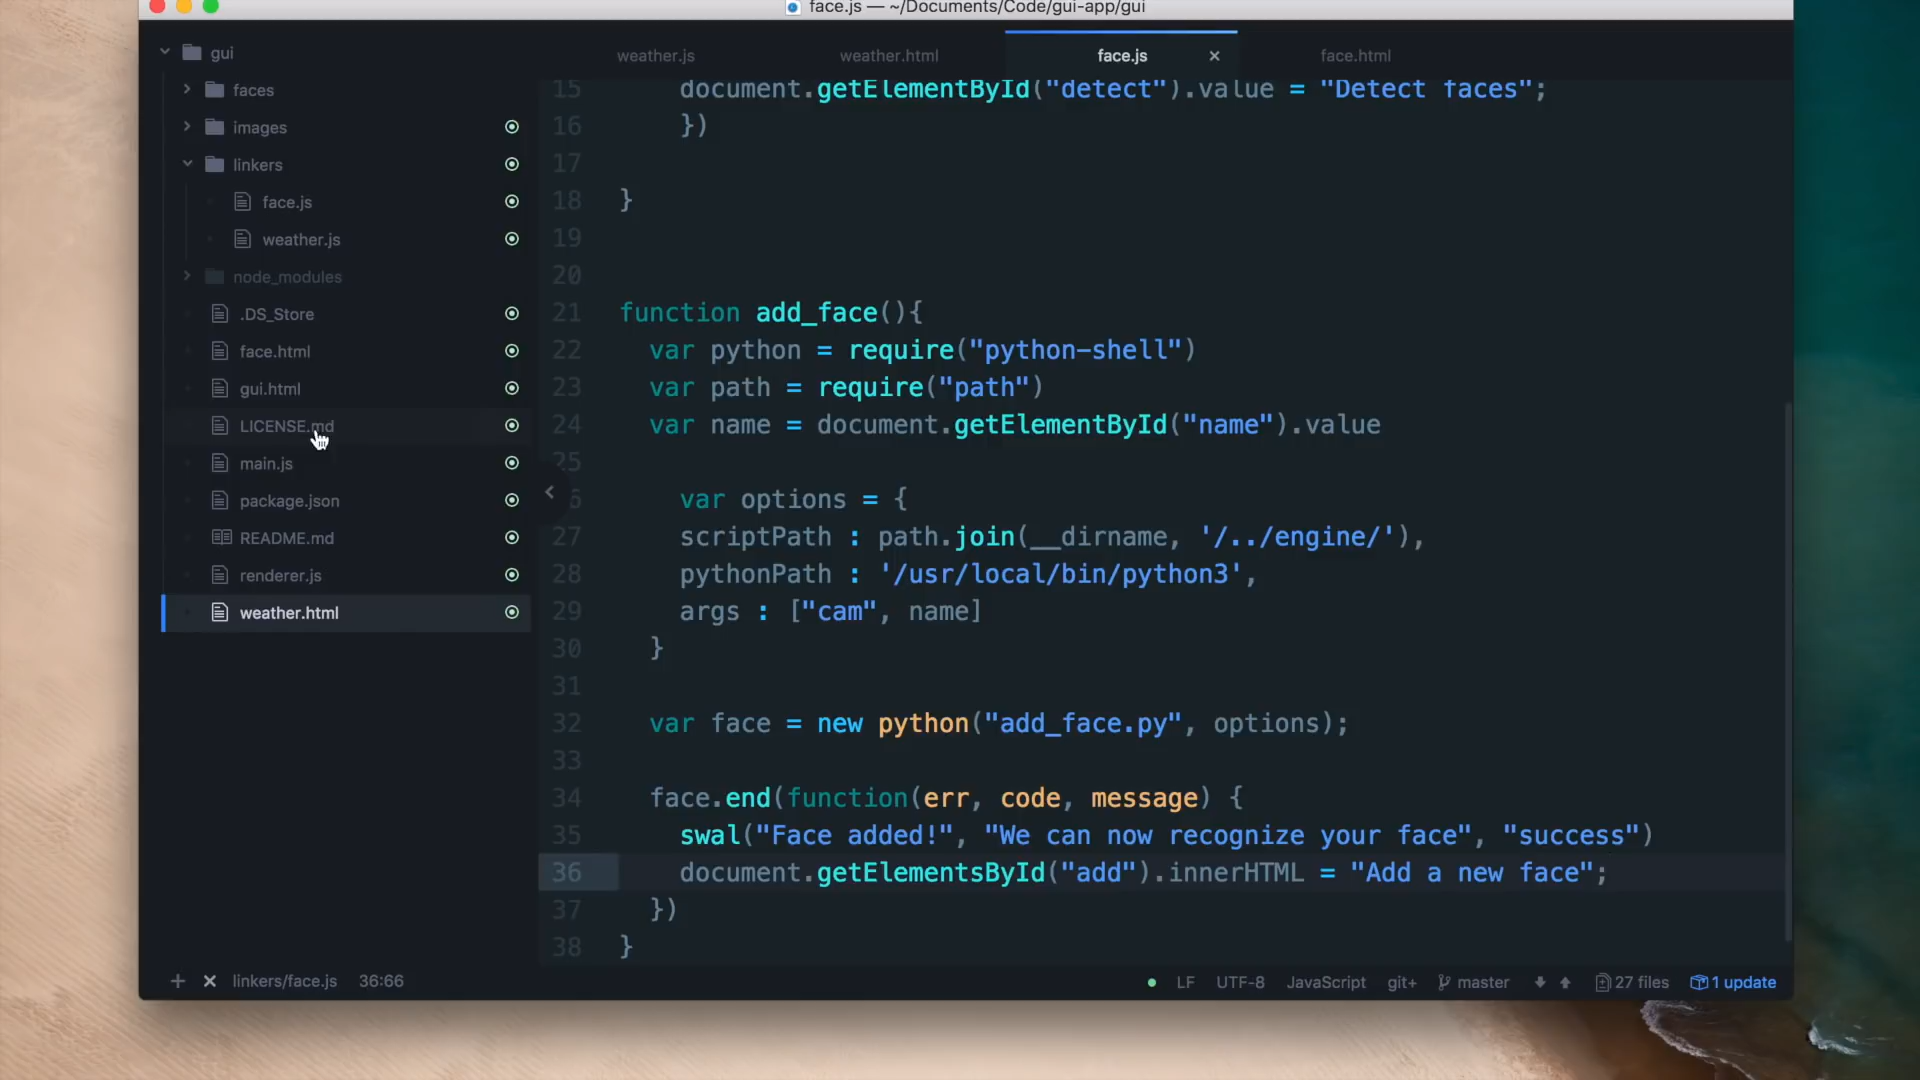 face.js — ~/Documents/Code/gui-app/gui
gui
faces
images
linkers
face.js
weather.js
node_modules
.DS_Store
face.html
gui.html
LICENSE.md
main.js
package.json
README.md
renderer.js
weather.html
weather.js weather.html face.js × face.html
15 document.getElementById("detect").value = "Detect faces";
16 })
17
18 }
19
20
21 function add_face(){
22 var python = require("python-shell")
23 var path = require("path")
24 var name = document.getElementById("name").value
25
6 var options = {
27 scriptPath : path.join(__dirname, '/../engine/'),
28 pythonPath : '/usr/local/bin/python3',
29 args : ["cam", name]
30 }
31
32 var face = new python("add_face.py", options);
33
34 face.end(function(err, code, message) {
35 swal("Face added!", "We can now recognize your face", "success")
36 document.getElementsById("add").innerHTML = "Add a new face";
37 })
38 }
linkers/face.js 36:66 LF UTF-8 JavaScript git+ master 27 files 1 update